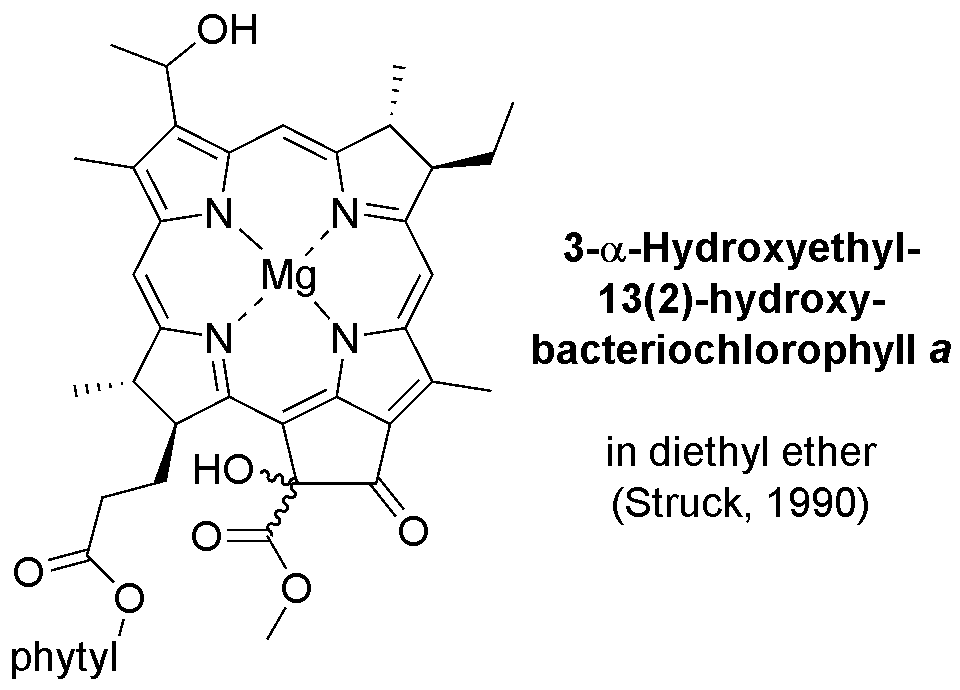 OH
N
N
Mg
N
N
HO
O
O
O
O
O
phytyl
3-α-Hydroxyethyl-
13(2)-hydroxy-
bacteriochlorophyll a
in diethyl ether
(Struck, 1990)